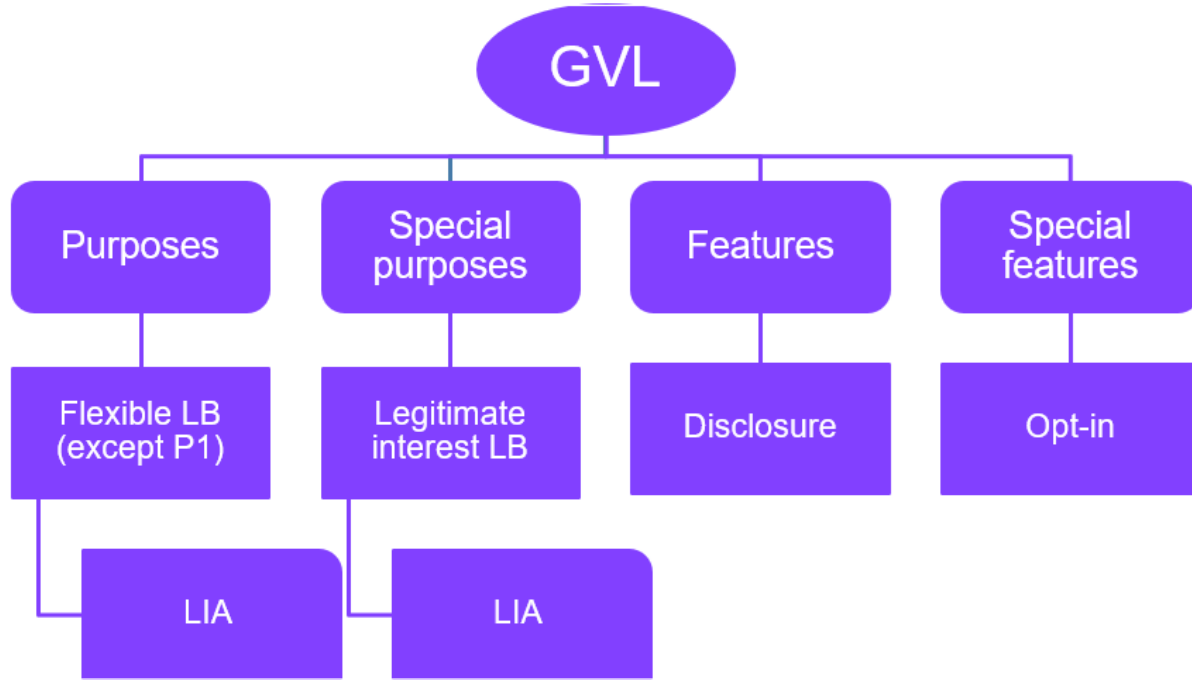 GVL
Purposes
Special
purposes
Features
Special
features
Flexible LB
(except P1)
Legitimate
interest LB
Disclosure
Opt-in
LIA
LIA